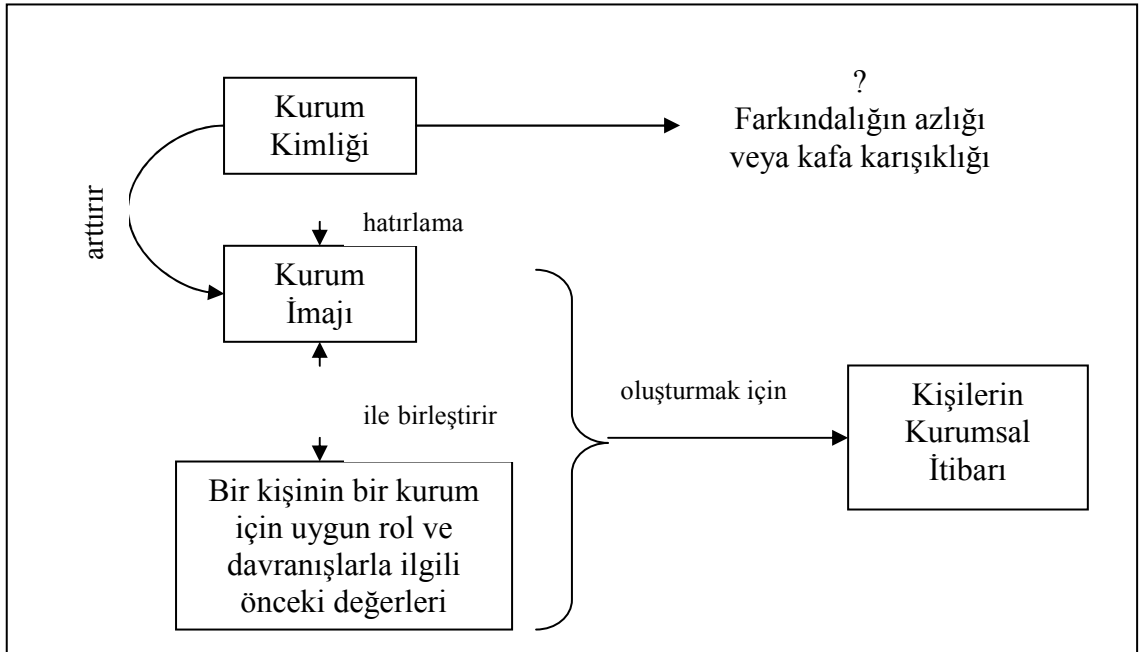 Kurum
Kimliği
?
Farkındalığın azlığı
veya kafa karışıklığı
arttırır
hatırlama
Kurum
İmajı
ile birleştirir
oluşturmak için
Kişilerin
Kurumsal
İtibarı
Bir kişinin bir kurum
için uygun rol ve
davranışlarla ilgili
önceki değerleri